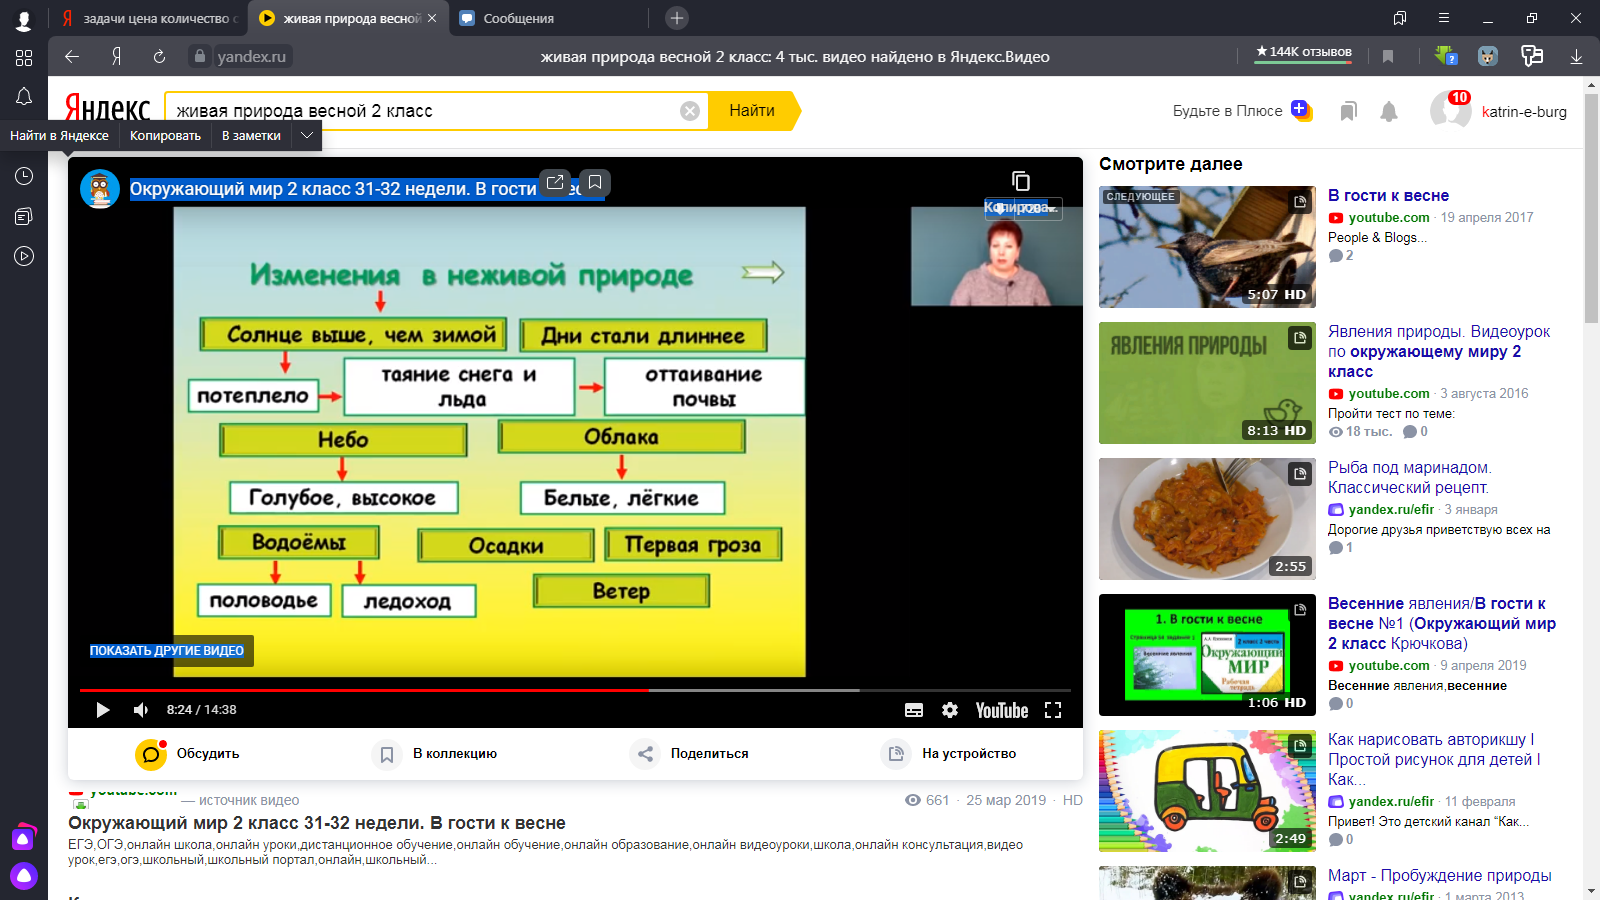 задачи цена количество с
живая природа весной
Сообщения
yandex.ru
живая природа весной 2 класс: 4 тыс. видео найдено в Яндекс.Видео
★144K отзывов
Яндекс
живая природа весной 2 класс
Найти
Будьте в Плюсе
10
katrin-e-burg
Найти в Яндексе
Копировать
В заметки
Окружающий мир 2 класс 31-32 недели. В гости
Изменения в неживой природе
Солнце выше, чем зимой
Дни стали длиннее
потеплело
таяние снега и
льда
оттаивание
почвы
Небо
Облака
Голубое, высокое
Белые, лёгкие
Водоёмы
Осадки
Первая гроза
половодье
ледоход
Ветер
ПОКАЗАТЬ ДРУГИЕ ВИДЕО
8:24 / 14:38
YouTube
Обсудить
В коллекцию
Поделиться
На устройство
youtube.com — источник видео
661 · 25 мар 2019 · HD
Окружающий мир 2 класс 31-32 недели. В гости к весне
ЕГЭ,ОГЭ,онлайн школа,онлайн уроки,дистанционное обучение,онлайн обучение,онлайн образование,онлайн видеоуроки,школа,онлайн консультация,видео
урок,егэ,огэ,школьный,школьный портал,онлайн,школьный...
Смотрите далее
СЛЕДУЮЩЕЕ
5:07 HD
В гости к весне
youtube.com · 19 апреля 2017
People & Blogs...
2
ЯВЛЕНИЯ ПРИРОДЫ
8:13 HD
Явления природы. Видеоурок
по окружающему миру 2
класс
youtube.com · 3 августа 2016
Пройти тест по теме:
18 тыс. 0
2:55
Рыба под маринадом.
Классический рецепт.
yandex.ru/efir · 3 января
Дорогие друзья приветствую всех на
1
1. В гости к весне
Окружающий
МИР
Рабочая
тетрадь
1:06 HD
Весенние явления/В гости к
весне №1 (Окружающий мир
2 класс Крючкова)
youtube.com · 9 апреля 2019
Весенние явления,весенние
0
2:49
Как нарисовать авторикшу I
Простой рисунок для детей I
Как...
yandex.ru/efir · 11 февраля
Привет! Это детский канал “Как...
0
Март - Пробуждение природы
yandex.ru/efir · 1 марта 2013